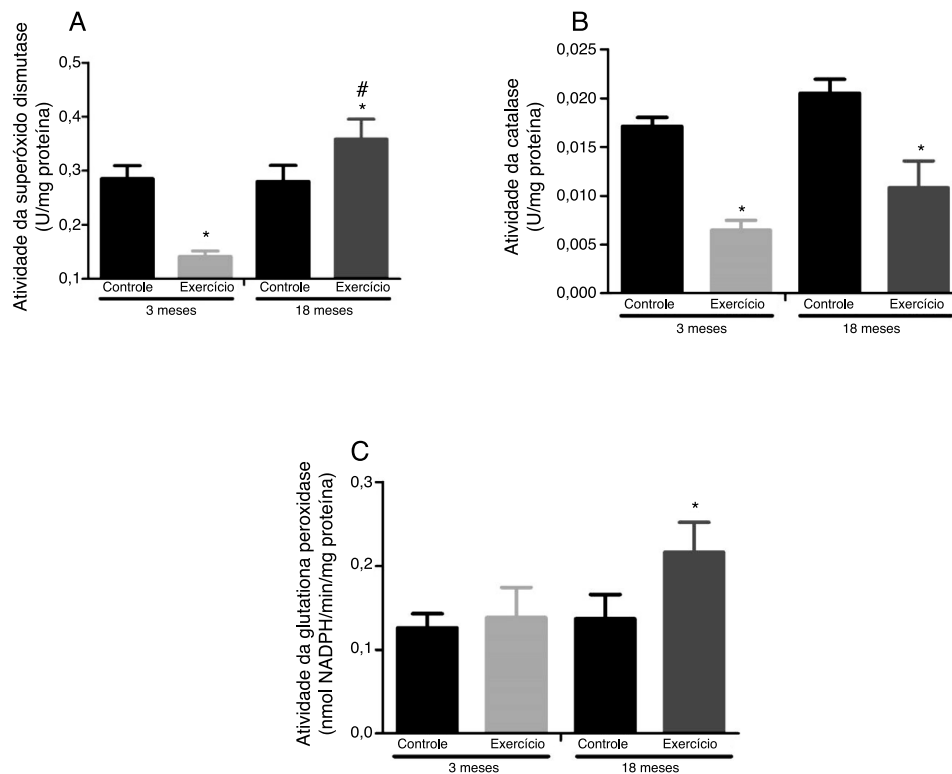 A
Atividade da superóxido dismutase
(U/mg proteína)
0,5
0,4
0,3
0,2
0,1
*
#
*
Controle Exercício Controle Exercício
3 meses 18 meses
B
Atividade da catalase
(U/mg proteína)
0,025
0,020
0,015
0,010
0,005
0,000
*
*
Controle Exercício Controle Exercício
3 meses 18 meses
C
Atividade da glutationa peroxidase
(nmol NADPH/min/mg proteína)
0,3
0,2
0,1
0,0
*
Controle Exercício Controle Exercício
3 meses 18 meses